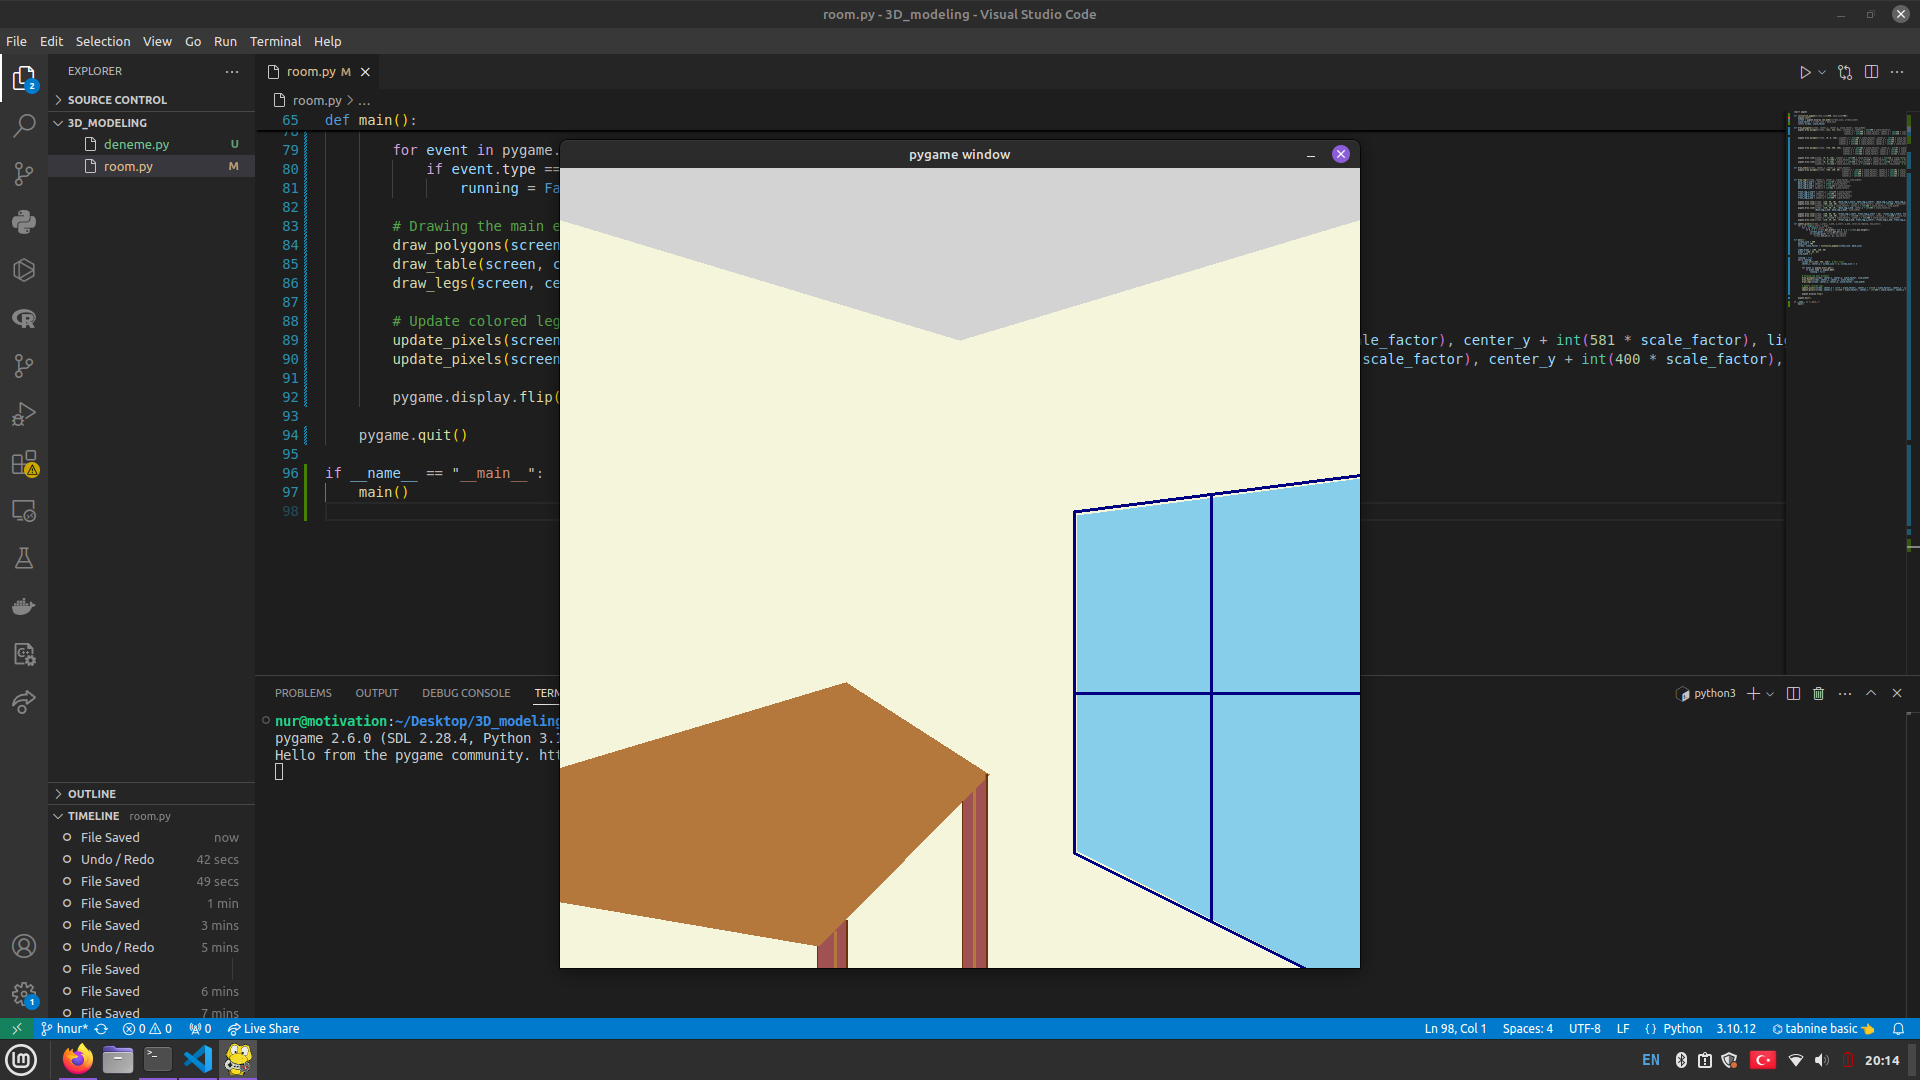 room.py - 3D_modeling - Visual Studio Code
File Edit Selection View Go Run Terminal Help
EXPLORER
room.py M
SOURCE CONTROL
room.py > ...
3D_MODELING
deneme.py U
room.py M
65 def main():
78
79 for event in pygame.
80 if event.type ==
81 running = Fa
82
83 # Drawing the main e
84 draw_polygons(screen
85 draw_table(screen, c
86 draw_legs(screen, ce
87
88 # Update colored leg
89 update_pixels(screen
le_factor), center_y + int(581 * scale_factor), li
90 update_pixels(screen
scale_factor), center_y + int(400 * scale_factor),
91
92 pygame.display.flip(
93
94 pygame.quit()
95
96 if __name__ == "__main__":
97 main()
98
pygame window
PROBLEMS OUTPUT DEBUG CONSOLE TERM
python3
nur@motivation:~/Desktop/3D_modeling
pygame 2.6.0 (SDL 2.28.4, Python 3.1
Hello from the pygame community. htt
OUTLINE
TIMELINE room.py
File Saved now
Undo / Redo 42 secs
File Saved 49 secs
File Saved 1 min
File Saved 3 mins
Undo / Redo 5 mins
File Saved
File Saved 6 mins
File Saved 7 mins
2
1
hnur* 0 0 0 Live Share
Ln 98, Col 1 Spaces: 4 UTF-8 LF {} Python 3.10.12 tabnine basic
EN 20:14